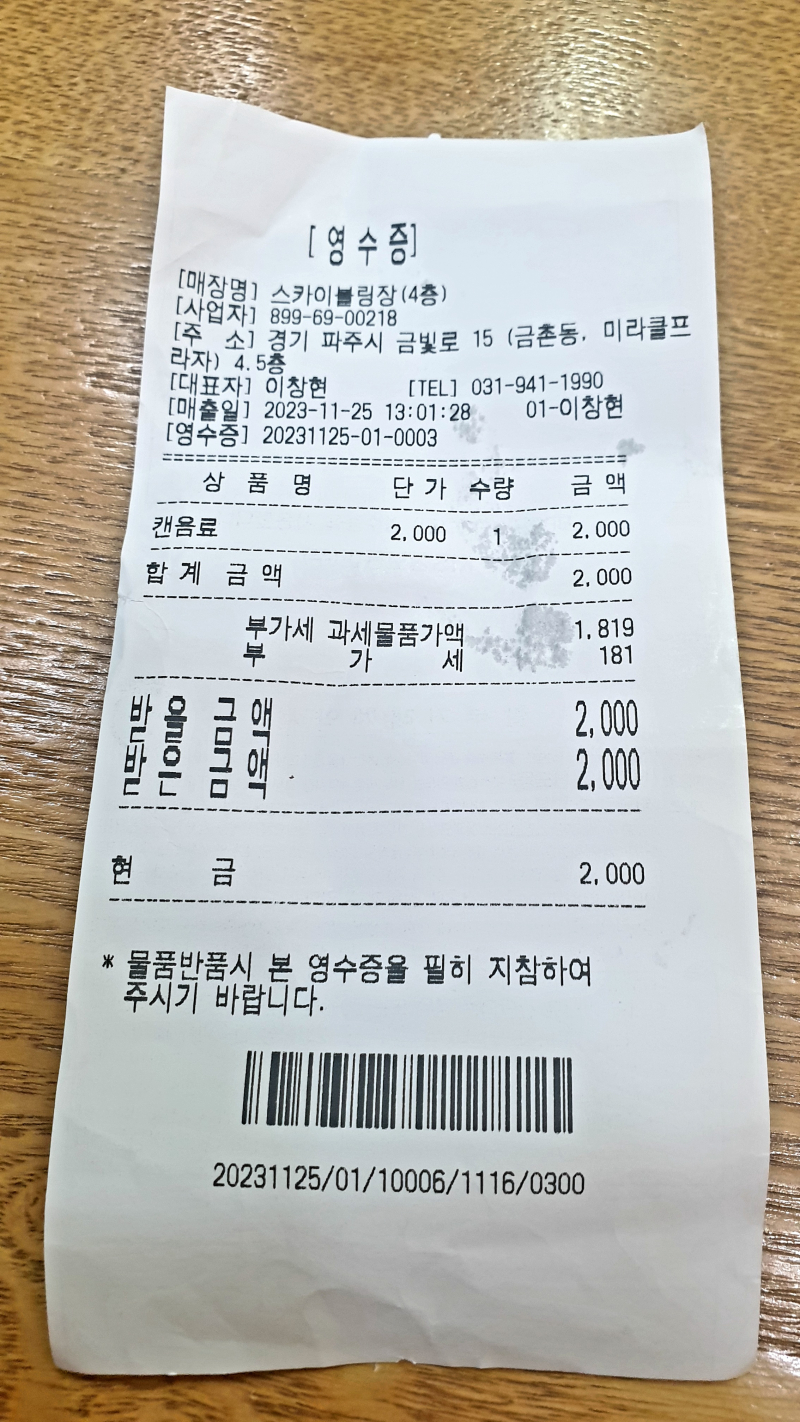 [영수증]
[매장명] 스카이볼링장(4층)
[사업자] 899-69-00218
[주 소] 경기 파주시 금빛로 15 (금촌동, 미라클프
라자) 4.5층
[대표자] 이창현 [TEL] 031-941-1990
[매출일] 2023-11-25 13:01:28 01-이창현
[영수증] 20231125-01-0003
상 품 명 단 가 수량 금 액
캔음료 2,000 1 2,000
합 계 금 액 2,000
부가세 과세물품가액 1,819
부 가 세 181
받 을 금 액 2,000
받 은 금 액 2,000
현 금 2,000
* 물품반품시 본 영수증을 필히 지참하여
주시기 바랍니다.
20231125/01/10006/1116/0300